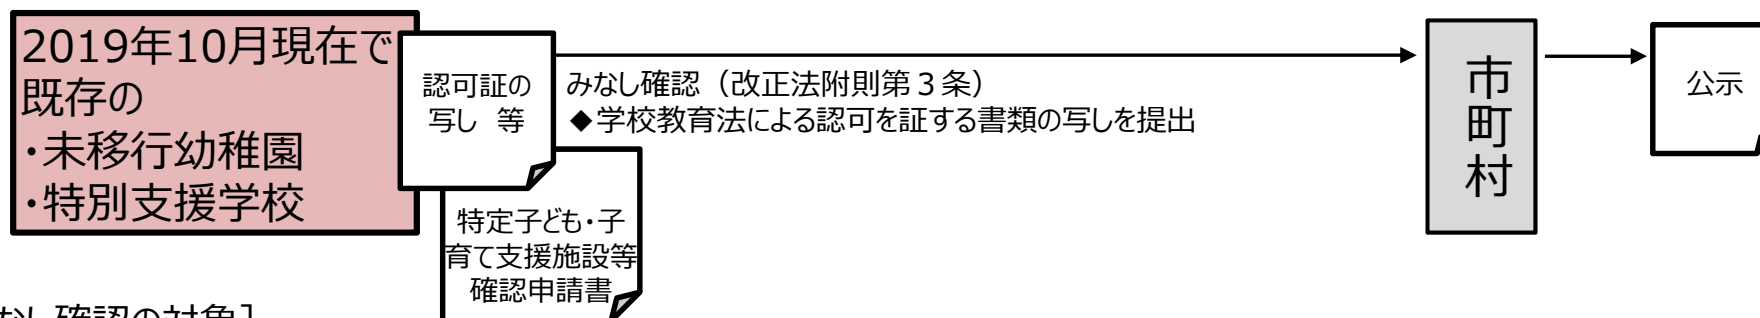 2019年10月現在で
既存の
・未移行幼稚園
・特別支援学校
認可証の
写し 等
みなし確認（改正法附則第３条）
◆学校教育法による認可を証する書類の写しを提出
特定子ども・子
育て支援施設等
確認申請書
市町村
公示